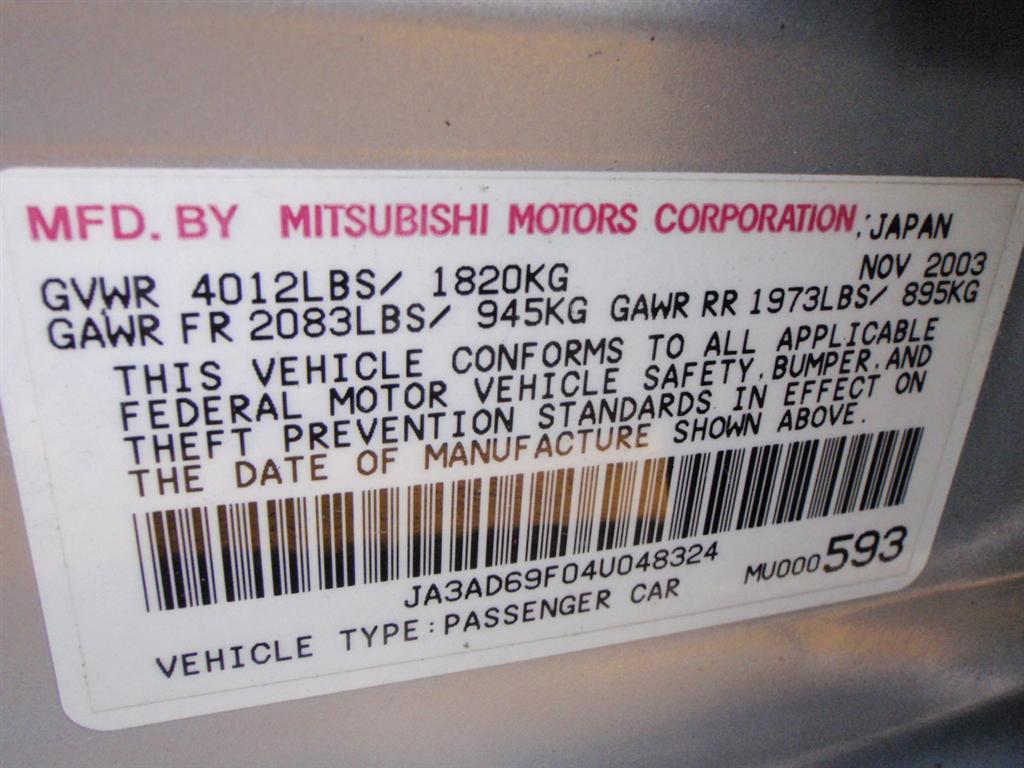 MFD. BY MITSUBISHI MOTORS CORPORATION, JAPAN
NOV 2003
GVWR 4012LBS/ 1820KG
GAWR FR 2083LBS/ 945KG GAWR RR 1973LBS/ 895KG
THIS VEHICLE CONFORMS TO ALL APPLICABLE
FEDERAL MOTOR VEHICLE SAFETY, BUMPER, AND
THEFT PREVENTION STANDARDS IN EFFECT ON
THE DATE OF MANUFACTURE SHOWN ABOVE.
JA3AD69F04U048324 MU000593
VEHICLE TYPE:PASSENGER CAR